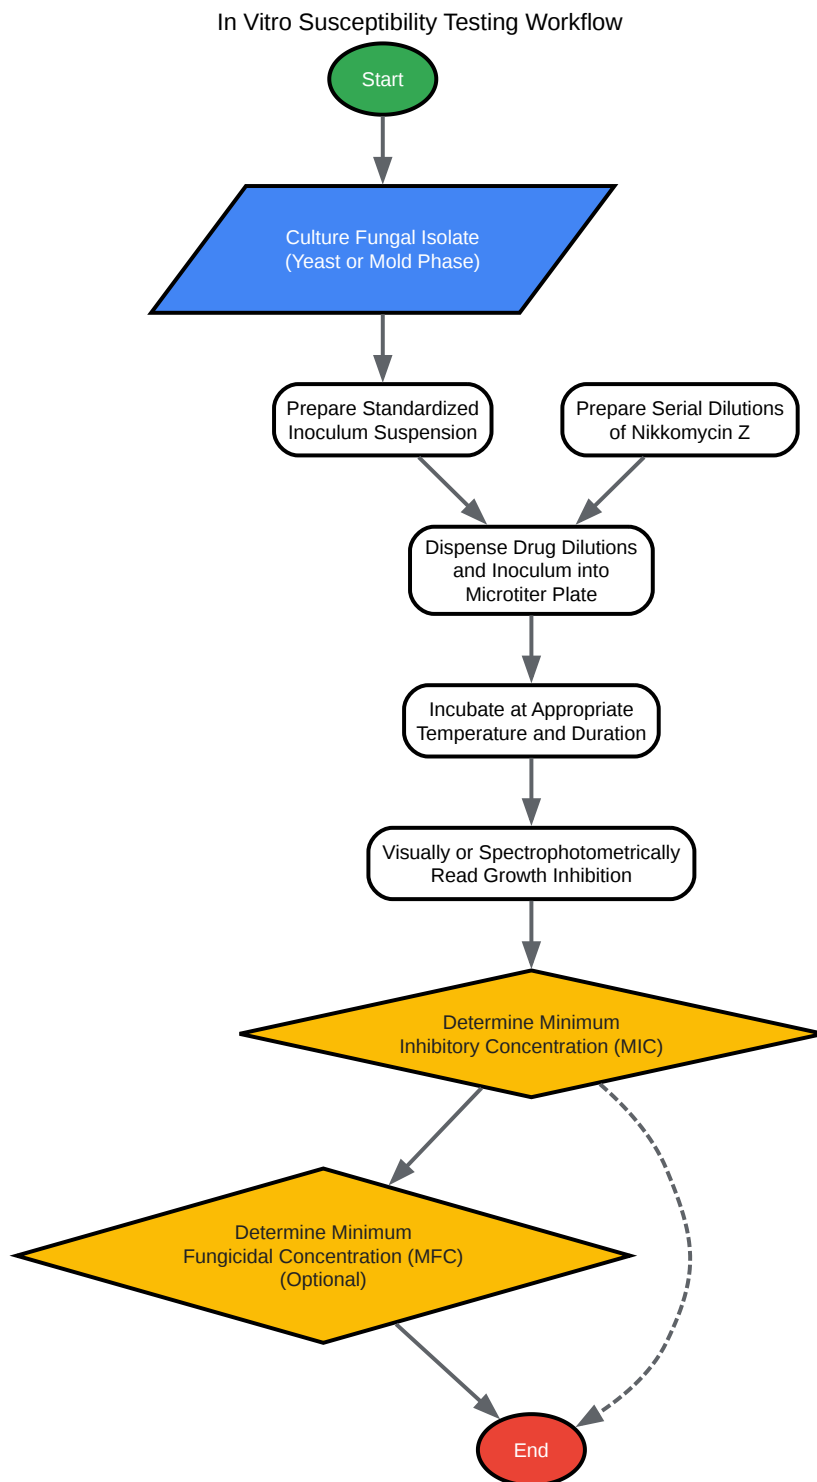 In Vitro Susceptibility Testing Workflow
Start
Culture Fungal Isolate
(Yeast or Mold Phase)
Prepare Standardized
Inoculum Suspension
Prepare Serial Dilutions
of Nikkomycin Z
Dispense Drug Dilutions
and Inoculum into
Microtiter Plate
Incubate at Appropriate
Temperature and Duration
Visually or Spectrophotometrically
Read Growth Inhibition
Determine Minimum
Inhibitory Concentration (MIC)
Determine Minimum
Fungicidal Concentration (MFC)
(Optional)
End